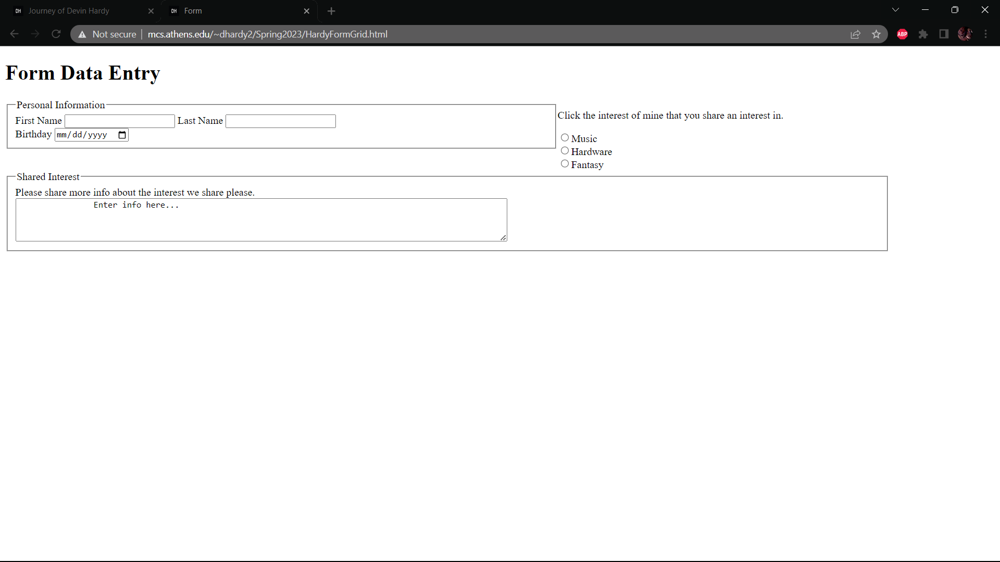 DH Journey of Devin Hardy
DH Form
Not secure mcs.athens.edu/~dhardy2/Spring2023/HardyFormGrid.html
ABP
Form Data Entry
Personal Information
First Name Last Name
Birthday mm/dd/yyyy
Click the interest of mine that you share an interest in.
Music
Hardware
Fantasy
Shared Interest
Please share more info about the interest we share please.
Enter info here...